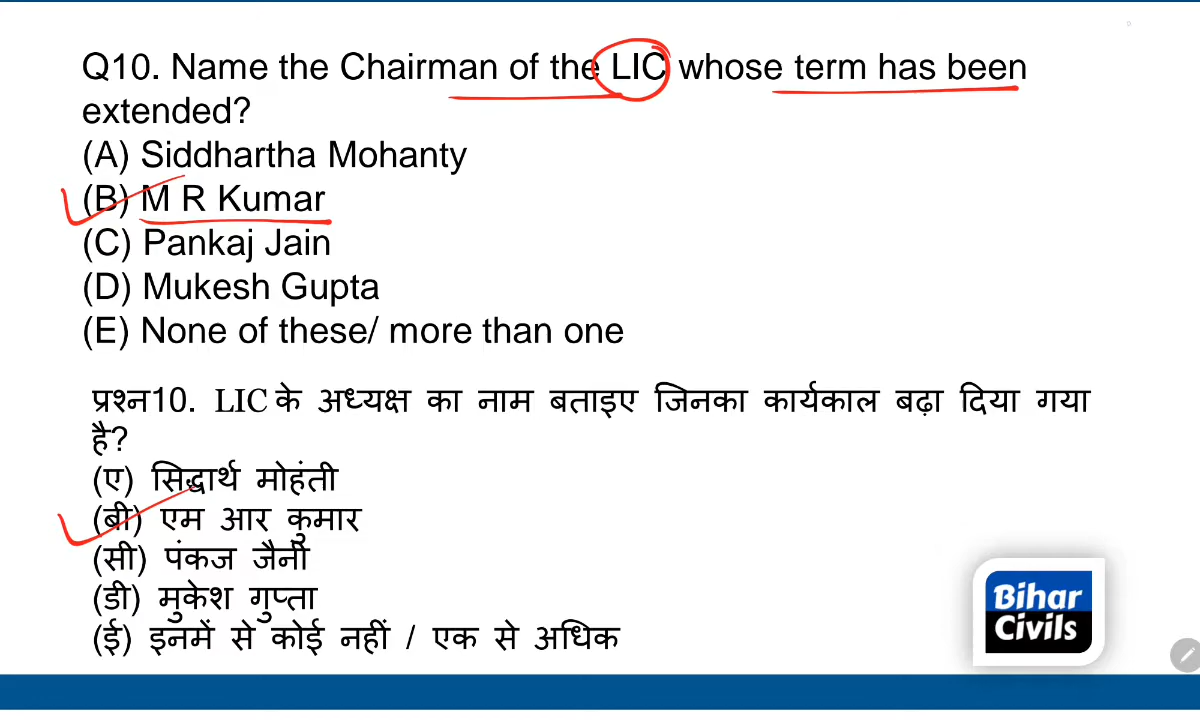 Q10. Name the Chairman of the LIC whose term has been
extended?
(A) Siddhartha Mohanty
(B) M R Kumar
(C) Pankaj Jain
(D) Mukesh Gupta
(E) None of these/ more than one
प्रश्न10. LIC के अध्यक्ष का नाम बताइए जिनका कार्यकाल बढ़ा दिया गया
है?
(ए) सिद्धार्थ मोहंती
(बी) एम आर कुमार
(सी) पंकज जैनी
(डी) मुकेश गुप्ता
(ई) इनमें से कोई नहीं / एक से अधिक
Bihar
Civils